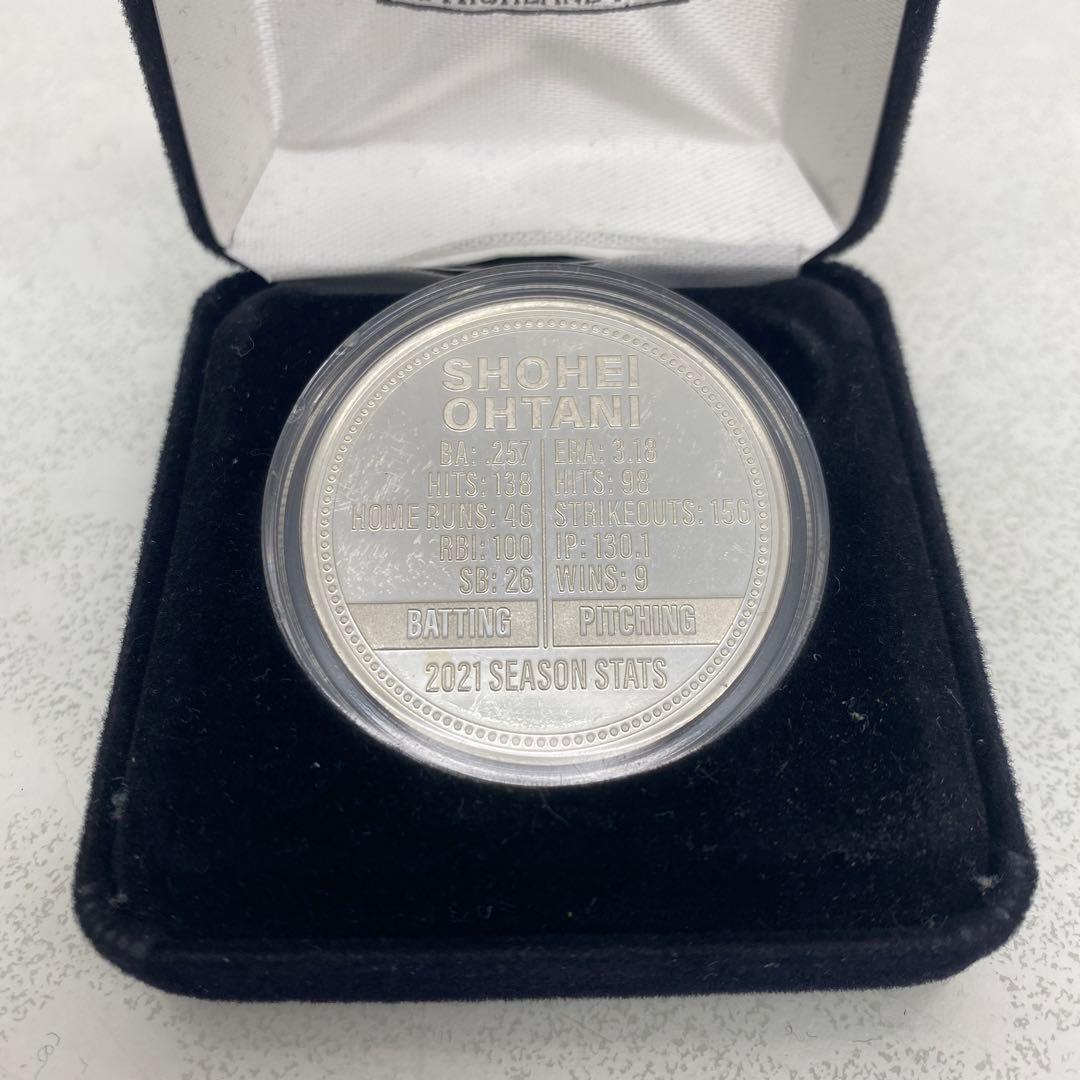 SHOHEI
OHTANI
BA: .257
HITS: 138
HOME RUNS: 46
RBI: 100
SB: 26
BATTING
ERA: 3.18
HITS: 98
STRIKEOUTS: 156
IP: 130.1
WINS: 9
PITCHING
2021 SEASON STATS